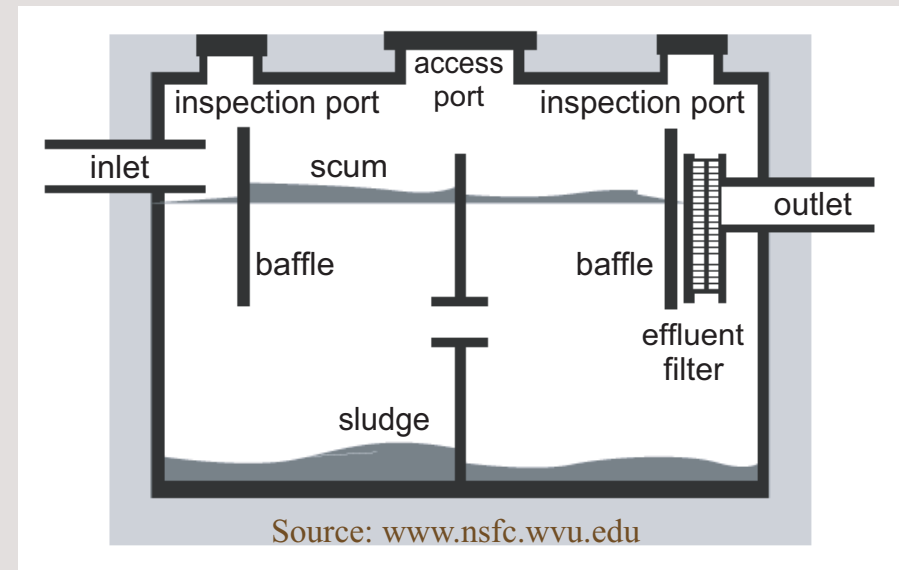 access
port
inspection port
inspection port
inlet
scum
outlet
baffle
baffle
effluent
filter
sludge
Source: www.nsfc.wvu.edu